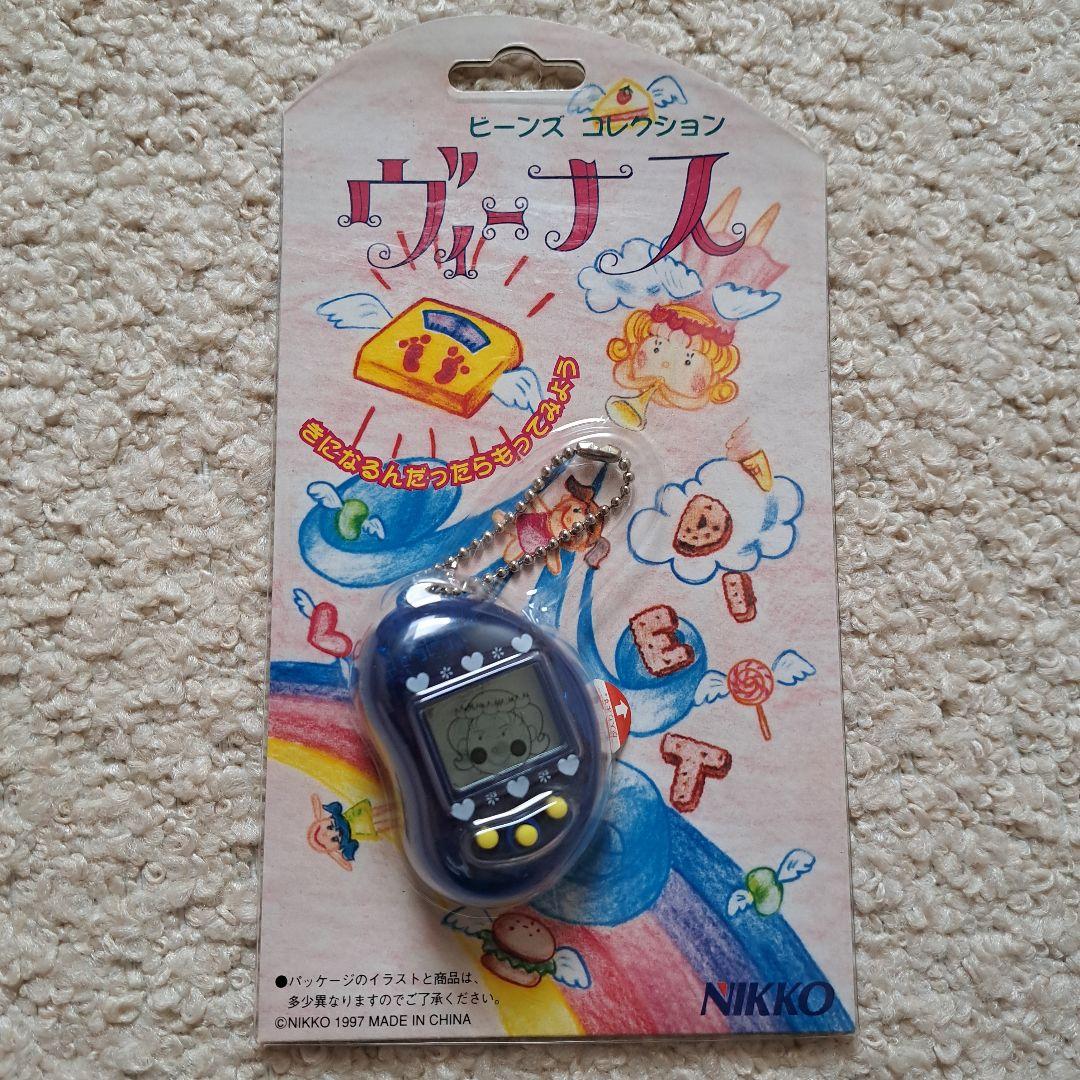 ビーンズ コレクション
ヴィーナス
きになるんだったらもってみよう
I
E
T
●パッケージのイラストと商品は、
多少異なりますのでご了承ください。
©NIKKO 1997 MADE IN CHINA
NIKKO